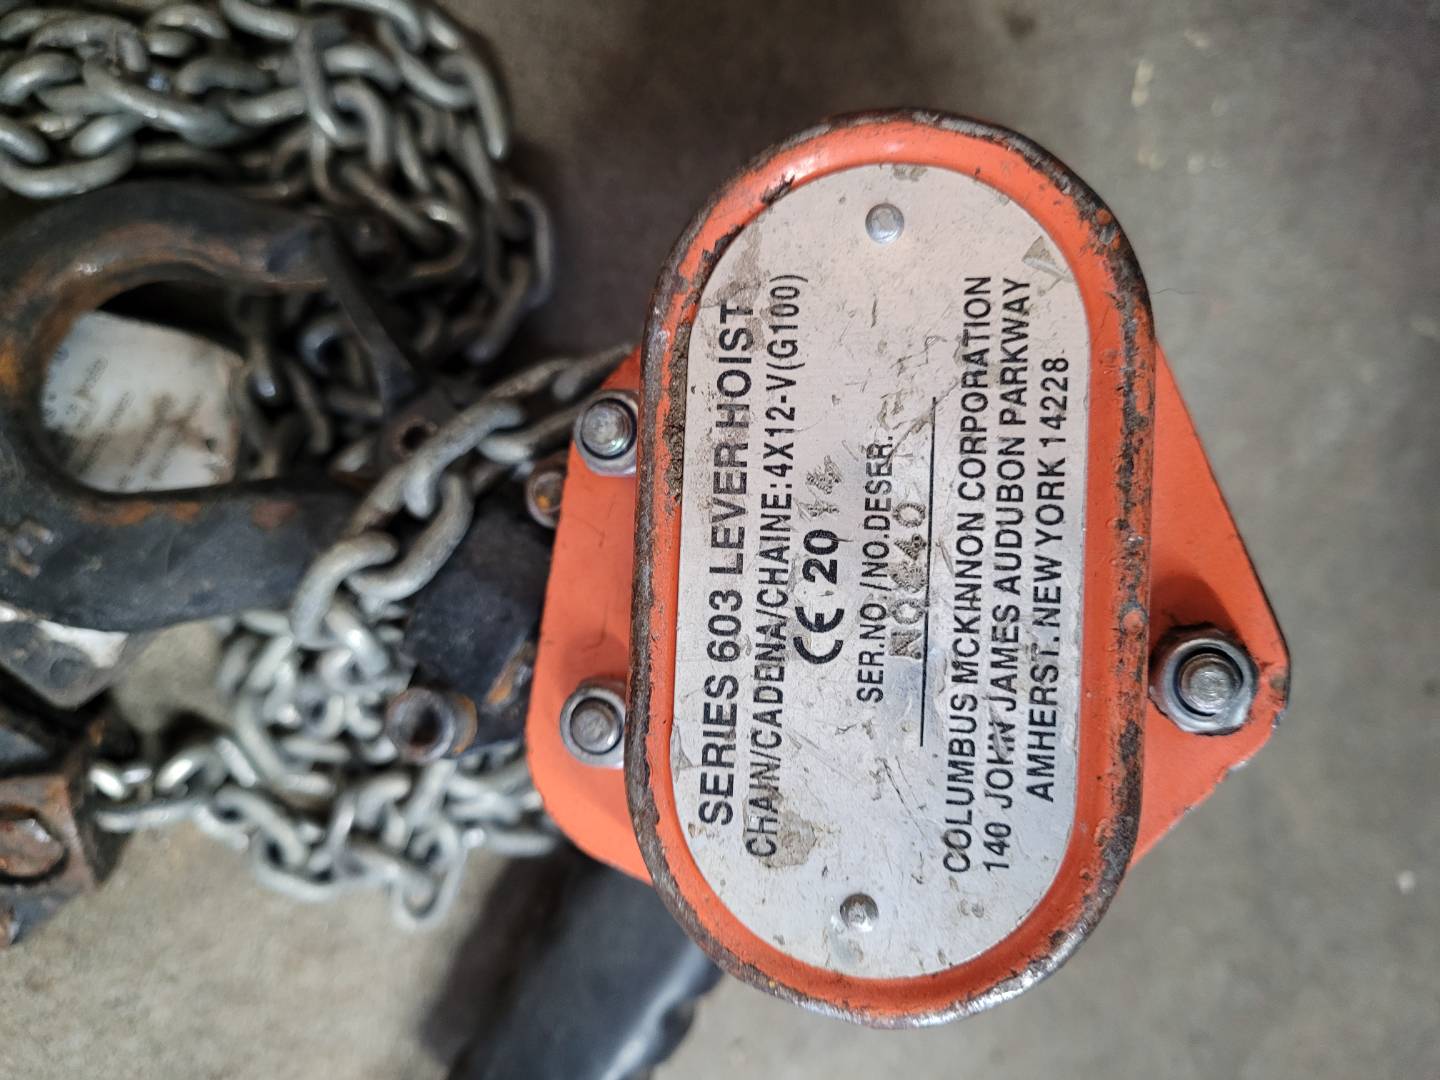 SERIES 603 LEVER HOIST
CHAIN/CADENA/CHAINE:4X12-V(G100)
CE 20
SER.NO /NO.DESER.
COLUMBUS MCKINNON CORPORATION
140 JOHN JAMES AUDUBON PARKWAY
AMHERST.NEW YORK 14228